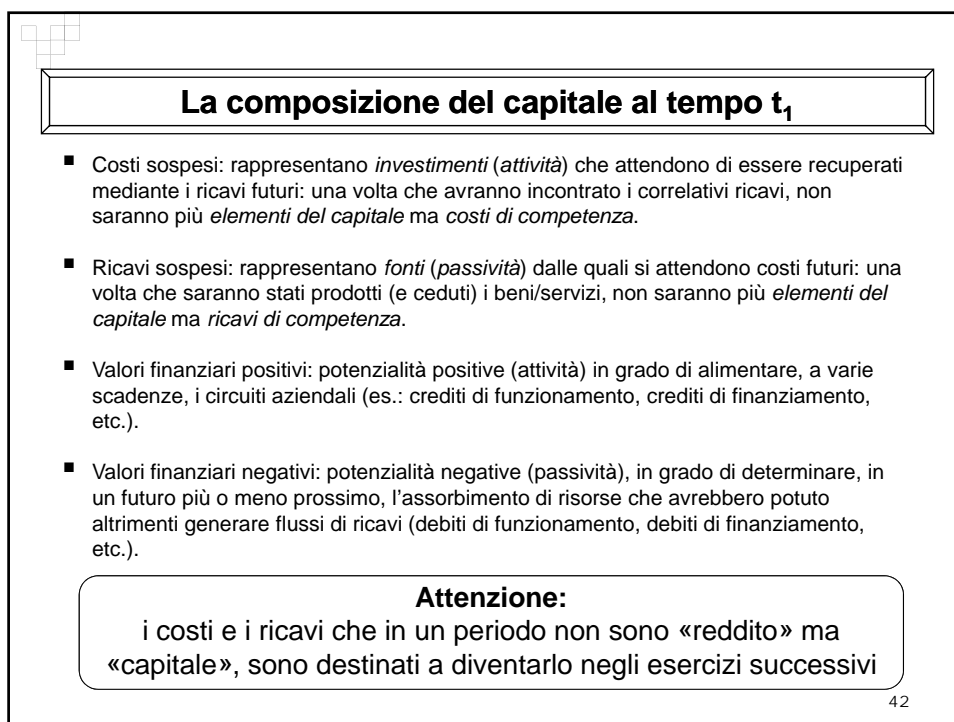 La composizione del capitale al tempo t₁
▪ Costi sospesi: rappresentano investimenti (attività) che attendono di essere recuperati
mediante i ricavi futuri: una volta che avranno incontrato i correlativi ricavi, non
saranno più elementi del capitale ma costi di competenza.
▪ Ricavi sospesi: rappresentano fonti (passività) dalle quali si attendono costi futuri: una
volta che saranno stati prodotti (e ceduti) i beni/servizi, non saranno più elementi del
capitale ma ricavi di competenza.
▪ Valori finanziari positivi: potenzialità positive (attività) in grado di alimentare, a varie
scadenze, i circuiti aziendali (es.: crediti di funzionamento, crediti di finanziamento,
etc.).
▪ Valori finanziari negativi: potenzialità negative (passività), in grado di determinare, in
un futuro più o meno prossimo, l'assorbimento di risorse che avrebbero potuto
altrimenti generare flussi di ricavi (debiti di funzionamento, debiti di finanziamento,
etc.).
Attenzione:
i costi e i ricavi che in un periodo non sono «reddito» ma
«capitale», sono destinati a diventarlo negli esercizi successivi
42